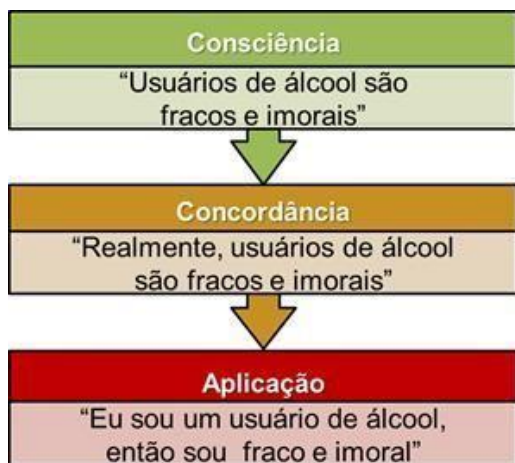 Consciência
“Usuários de álcool são
fracos e imorais”
Concordância
“Realmente, usuários de álcool
são fracos e imorais”
Aplicação
“Eu sou um usuário de álcool,
então sou fraco e imoral”